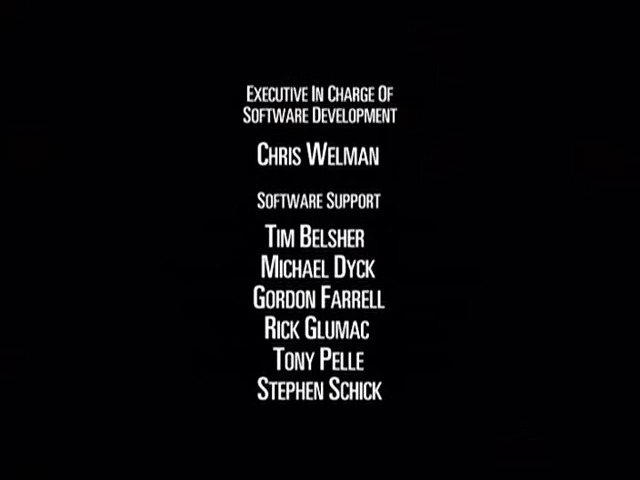 Executive In Charge Of
Software Development
Chris Welman
Software Support
Tim Belsher
Michael Dyck
Gordon Farrell
Rick Glumac
Tony Pelle
Stephen Schick